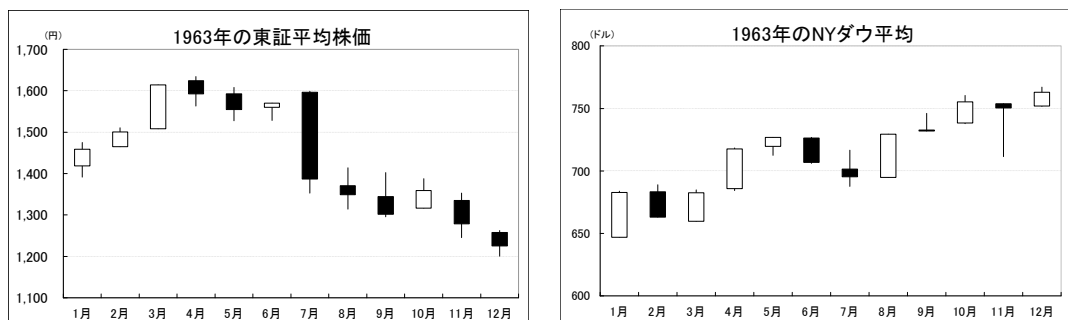 1963年の東証平均株価
(円)
1,700
1,600
1,500
1,400
1,300
1,200
1,100
1月 2月 3月 4月 5月 6月 7月 8月 9月 10月 11月 12月
1963年のNYダウ平均
(ドル)
800
750
700
650
600
1月 2月 3月 4月 5月 6月 7月 8月 9月 10月 11月 12月